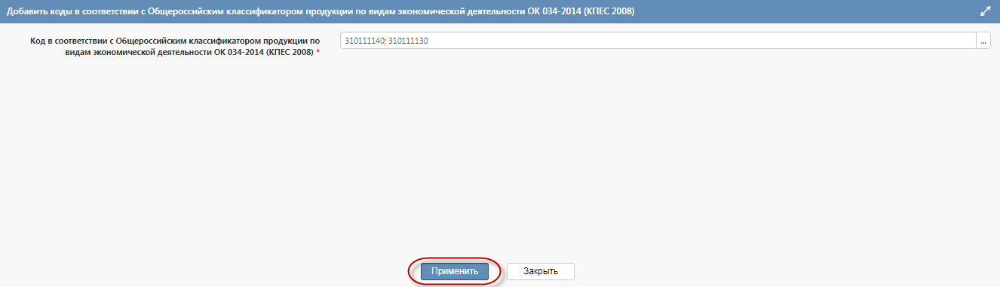 Добавить коды в соответствии с Общероссийским классификатором продукции по видам экономической деятельности ОК 034-2014 (КПЕС 2008)
Код в соответствии с Общероссийским классификатором продукции по
видам экономической деятельности ОК 034-2014 (КПЕС 2008) *
310111140; 310111130
...
Применить
Закрыть